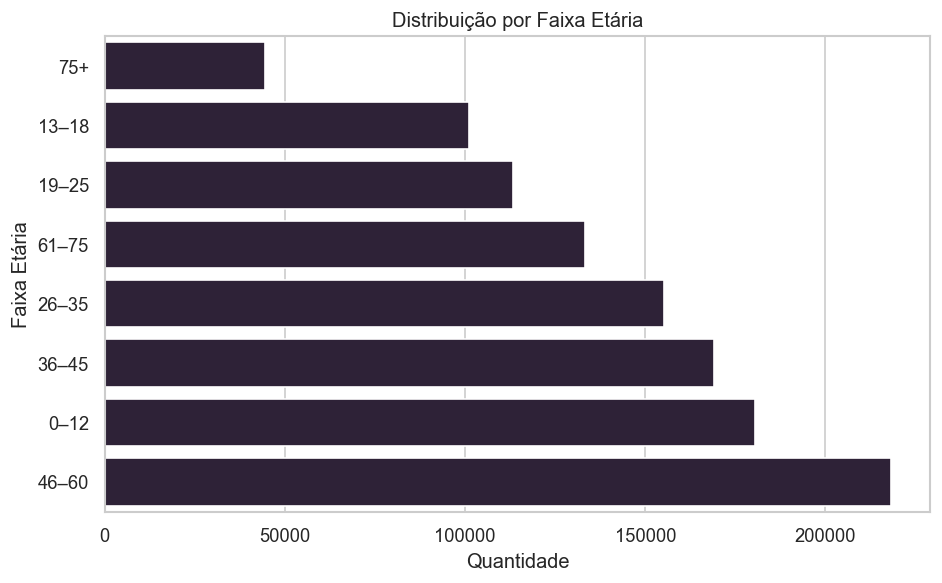 Distribuição por Faixa Etária
Faixa Etária
75+
13–18
19–25
61–75
26–35
36–45
0–12
46–60
0 50000 100000 150000 200000
Quantidade